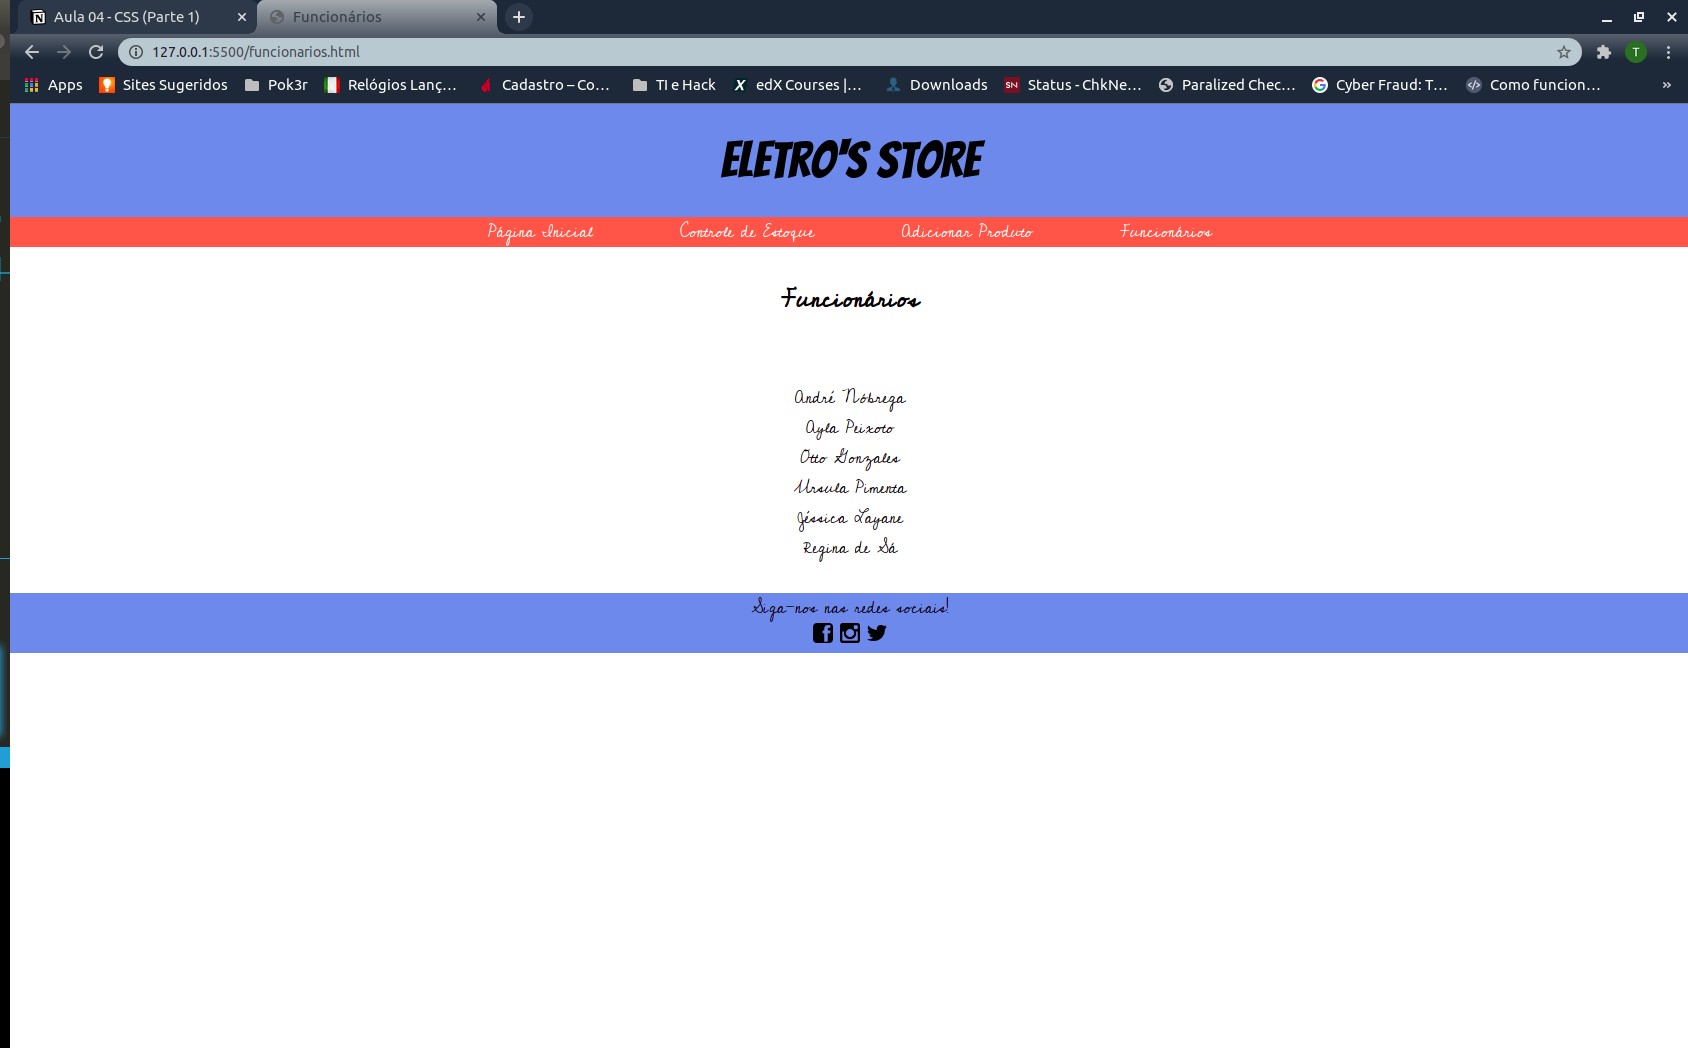 Aula 04 - CSS (Parte 1)
Funcionários
127.0.0.1:5500/funcionarios.html
T
Apps
Sites Sugeridos
Pok3r
Relógios Lanç...
Cadastro – Co...
TI e Hack
X
edX Courses |...
Downloads
SN
Status - ChkNe...
Paralized Chec...
Cyber Fraud: T...
Como funcion...
»
ELETRO'S STORE
Página Inicial
Controle de Estoque
Adicionar Produto
Funcionários
Funcionários
André Nóbrega
Ayla Peixoto
Otto Gonzales
Ursula Pimenta
Jéssica Layane
Regina de Sá
Siga-nos nas redes sociais!